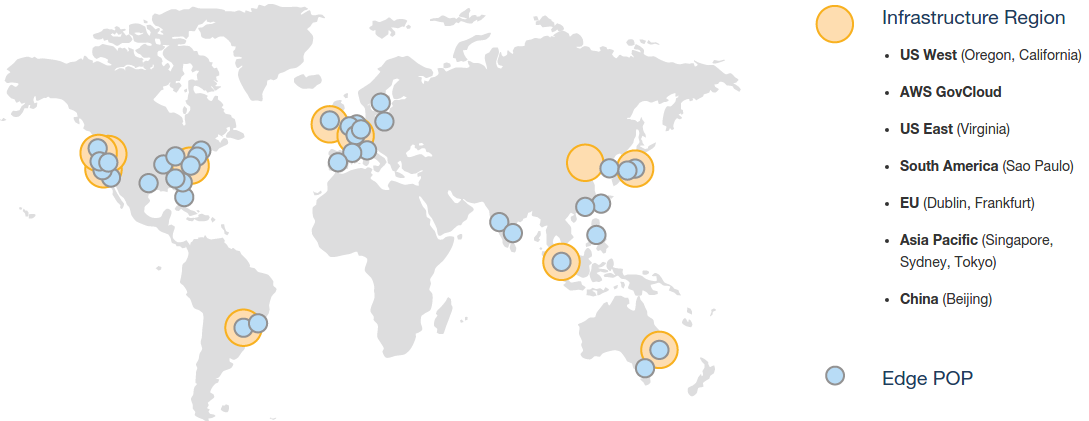 Infrastructure Region
US West (Oregon, California)
AWS GovCloud
US East (Virginia)
South America (Sao Paulo)
EU (Dublin, Frankfurt)
Asia Pacific (Singapore,
Sydney, Tokyo)
China (Beijing)
Edge POP